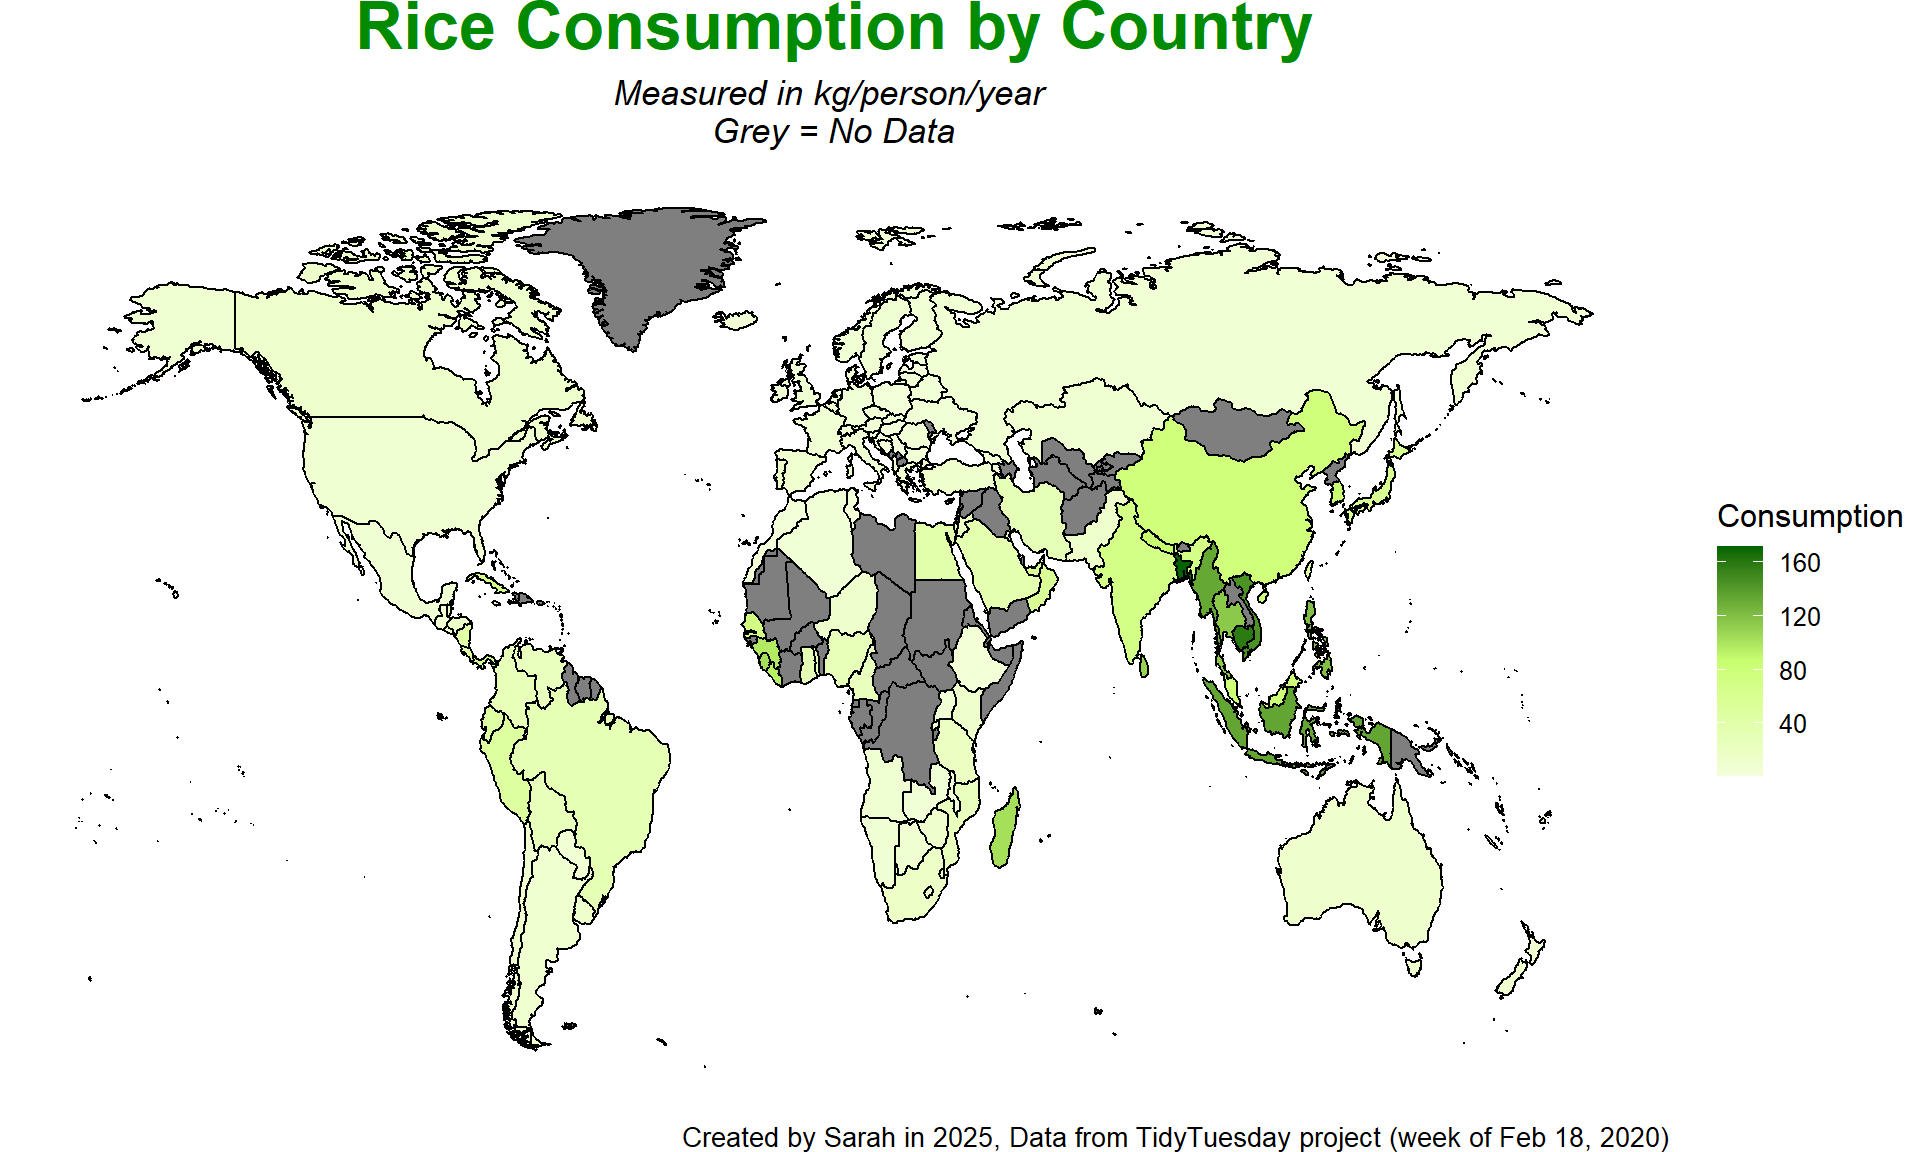 Rice Consumption by Country
Measured in kg/person/year
Grey = No Data
Consumption
160
120
80
40
Created by Sarah in 2025, Data from TidyTuesday project (week of Feb 18, 2020)